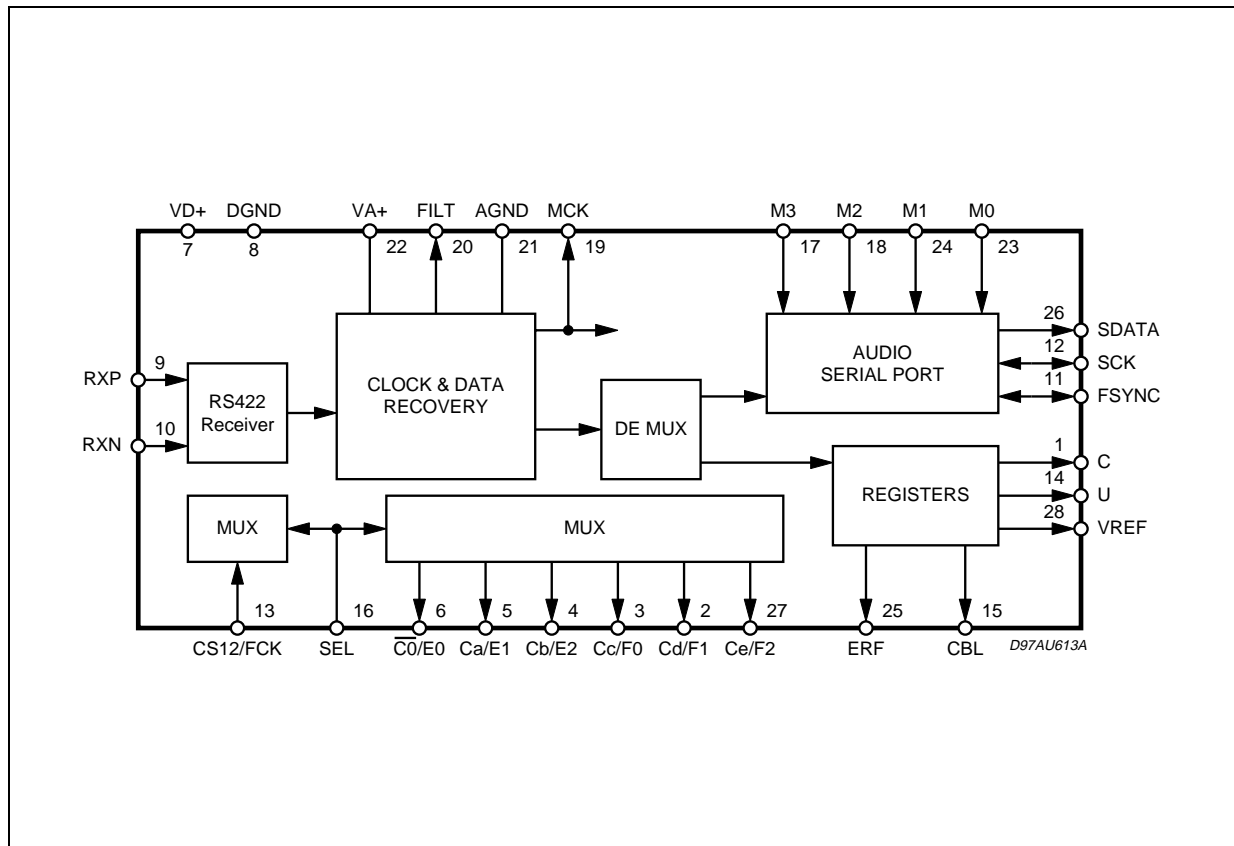 VD+ DGND VA+ FILT AGND MCK M3 M2 M1 M0
7 8 22 20 21 19 17 18 24 23
26 SDATA
12 SCK
11 FSYNC
AUDIO
SERIAL PORT
CLOCK & DATA
RECOVERY
RXP 9
RXN 10
RS422
Receiver
DE MUX
1 C
14 U
28 VREF
REGISTERS
MUX
MUX
13 16 6 5 4 3 2 27 25 15
CS12/FCK SEL C̅0̅/E0 Ca/E1 Cb/E2 Cc/F0 Cd/F1 Ce/F2 ERF CBL
D97AU613A